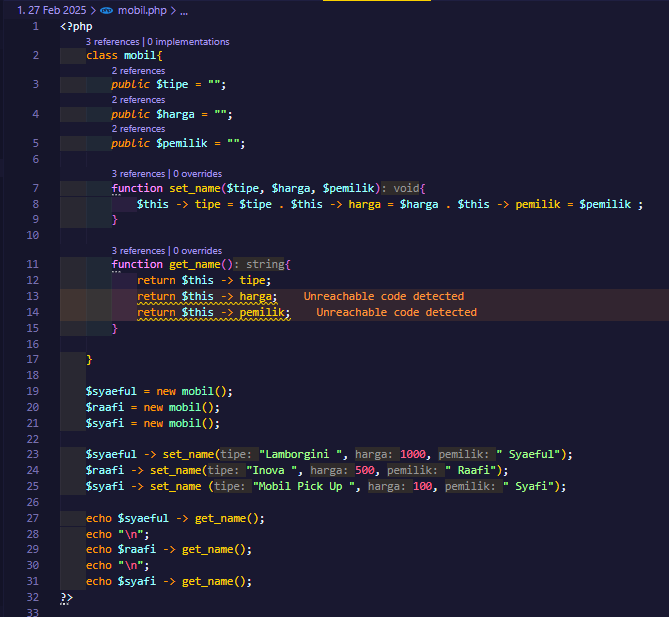 1. 27 Feb 2025 > mobil.php > ...
1 <?php
3 references | 0 implementations
2 class mobil{
2 references
3 public $tipe = "";
2 references
4 public $harga = "";
2 references
5 public $pemilik = "";
6
3 references | 0 overrides
7 function set_name($tipe, $harga, $pemilik): void{
8 $this -> tipe = $tipe . $this -> harga = $harga . $this -> pemilik = $pemilik ;
9 }
10
3 references | 0 overrides
11 function get_name(): string{
12 return $this -> tipe;
13 return $this -> harga; Unreachable code detected
14 return $this -> pemilik; Unreachable code detected
15 }
16
17 }
18
19 $syaeful = new mobil();
20 $raafi = new mobil();
21 $syafi = new mobil();
22
23 $syaeful -> set_name(tipe: "Lamborgini ", harga: 1000, pemilik: " Syaeful");
24 $raafi -> set_name(tipe: "Inova ", harga: 500, pemilik: " Raafi");
25 $syafi -> set_name (tipe: "Mobil Pick Up ", harga: 100, pemilik: " Syafi");
26
27 echo $syaeful -> get_name();
28 echo "\n";
29 echo $raafi -> get_name();
30 echo "\n";
31 echo $syafi -> get_name();
32 ?>
33